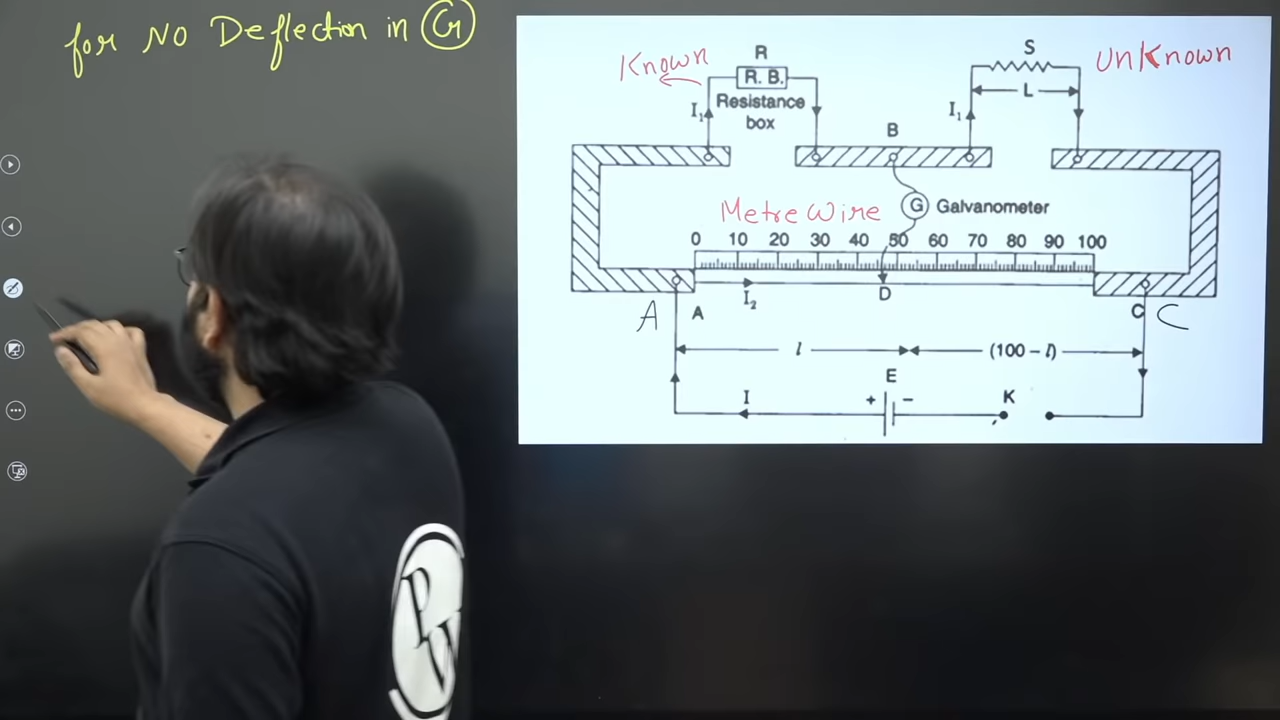 for No Deflection in G
Known
R
R. B.
Resistance
box
I₁
S
UnKnown
L
I₁
B
G Galvanometer
Metre Wire
0 10 20 30 40 50 60 70 80 90 100
I₂
D
A A
C C
l
(100 – l)
E
I
+ –
K
PW